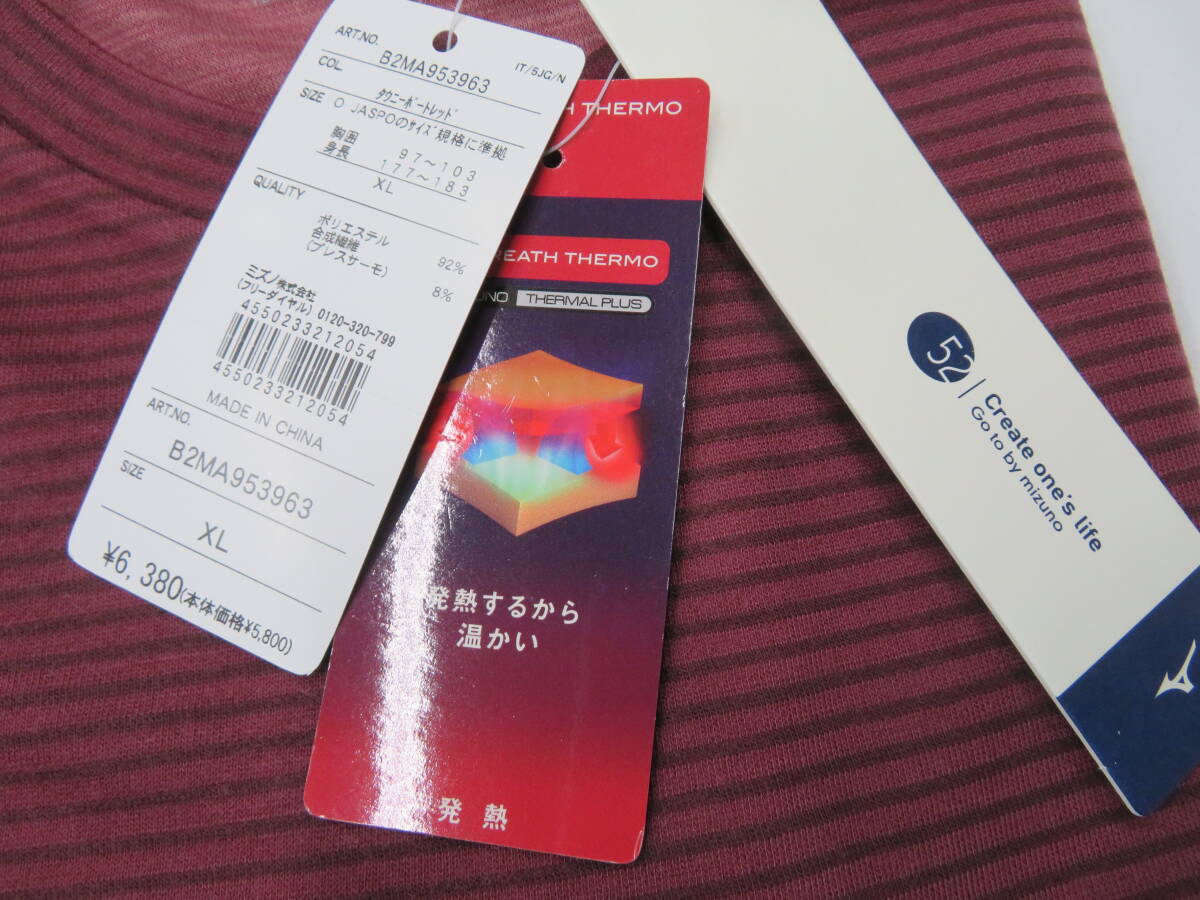 ART.NO.
B2MA953963
IT/5JG/N
COL.
タウニーポートレッド
SIZE O JASPOのサイズ規格に準拠
胸囲 97~103
身長 177~183
XL
QUALITY
ポリエステル 92%
合成繊維
(ブレスサーモ) 8%
ミズノ株式会社
(フリーダイヤル) 0120-320-799
4550233212054
4550233212054
MADE IN CHINA
ART.NO.
B2MA953963
SIZE
XL
¥6,380(本体価格¥5,800)
TH THERMO
REATH THERMO
UNO THERMAL PLUS
発熱するから
温かい
発熱
52 Create one's life
Go to by mizuno